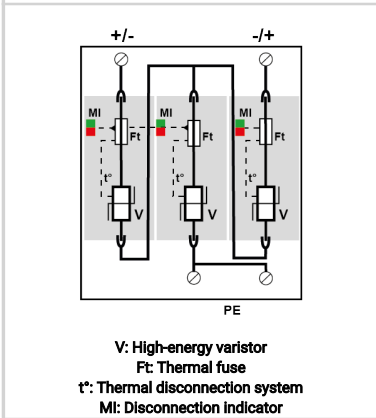 +/- -/+
MI MI MI
Ft Ft Ft
t° t° t°
V V V
PE
V: High-energy varistor
Ft: Thermal fuse
t°: Thermal disconnection system
MI: Disconnection indicator